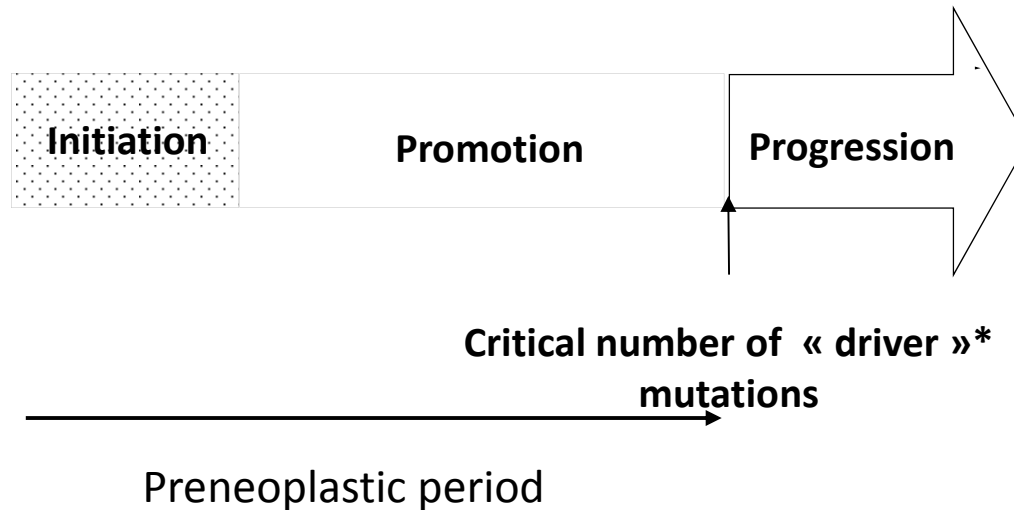 Initiation
Promotion
Progression
Critical number of « driver »*
mutations
Preneoplastic period